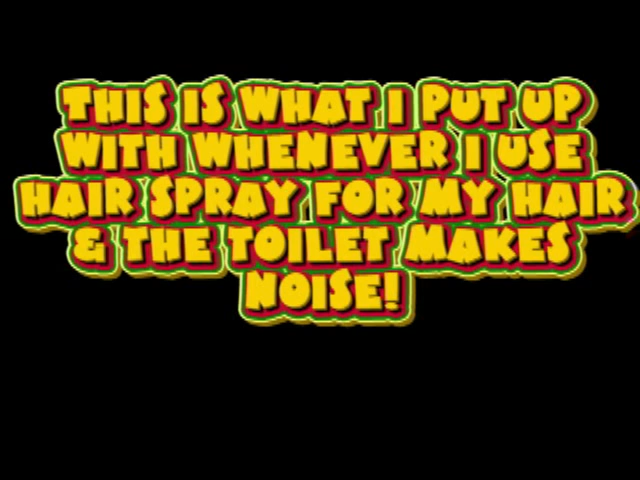 THIS IS WHAT I PUT UP
WITH WHENEVER I USE
HAIR SPRAY FOR MY HAIR
& THE TOILET MAKES
NOISE!